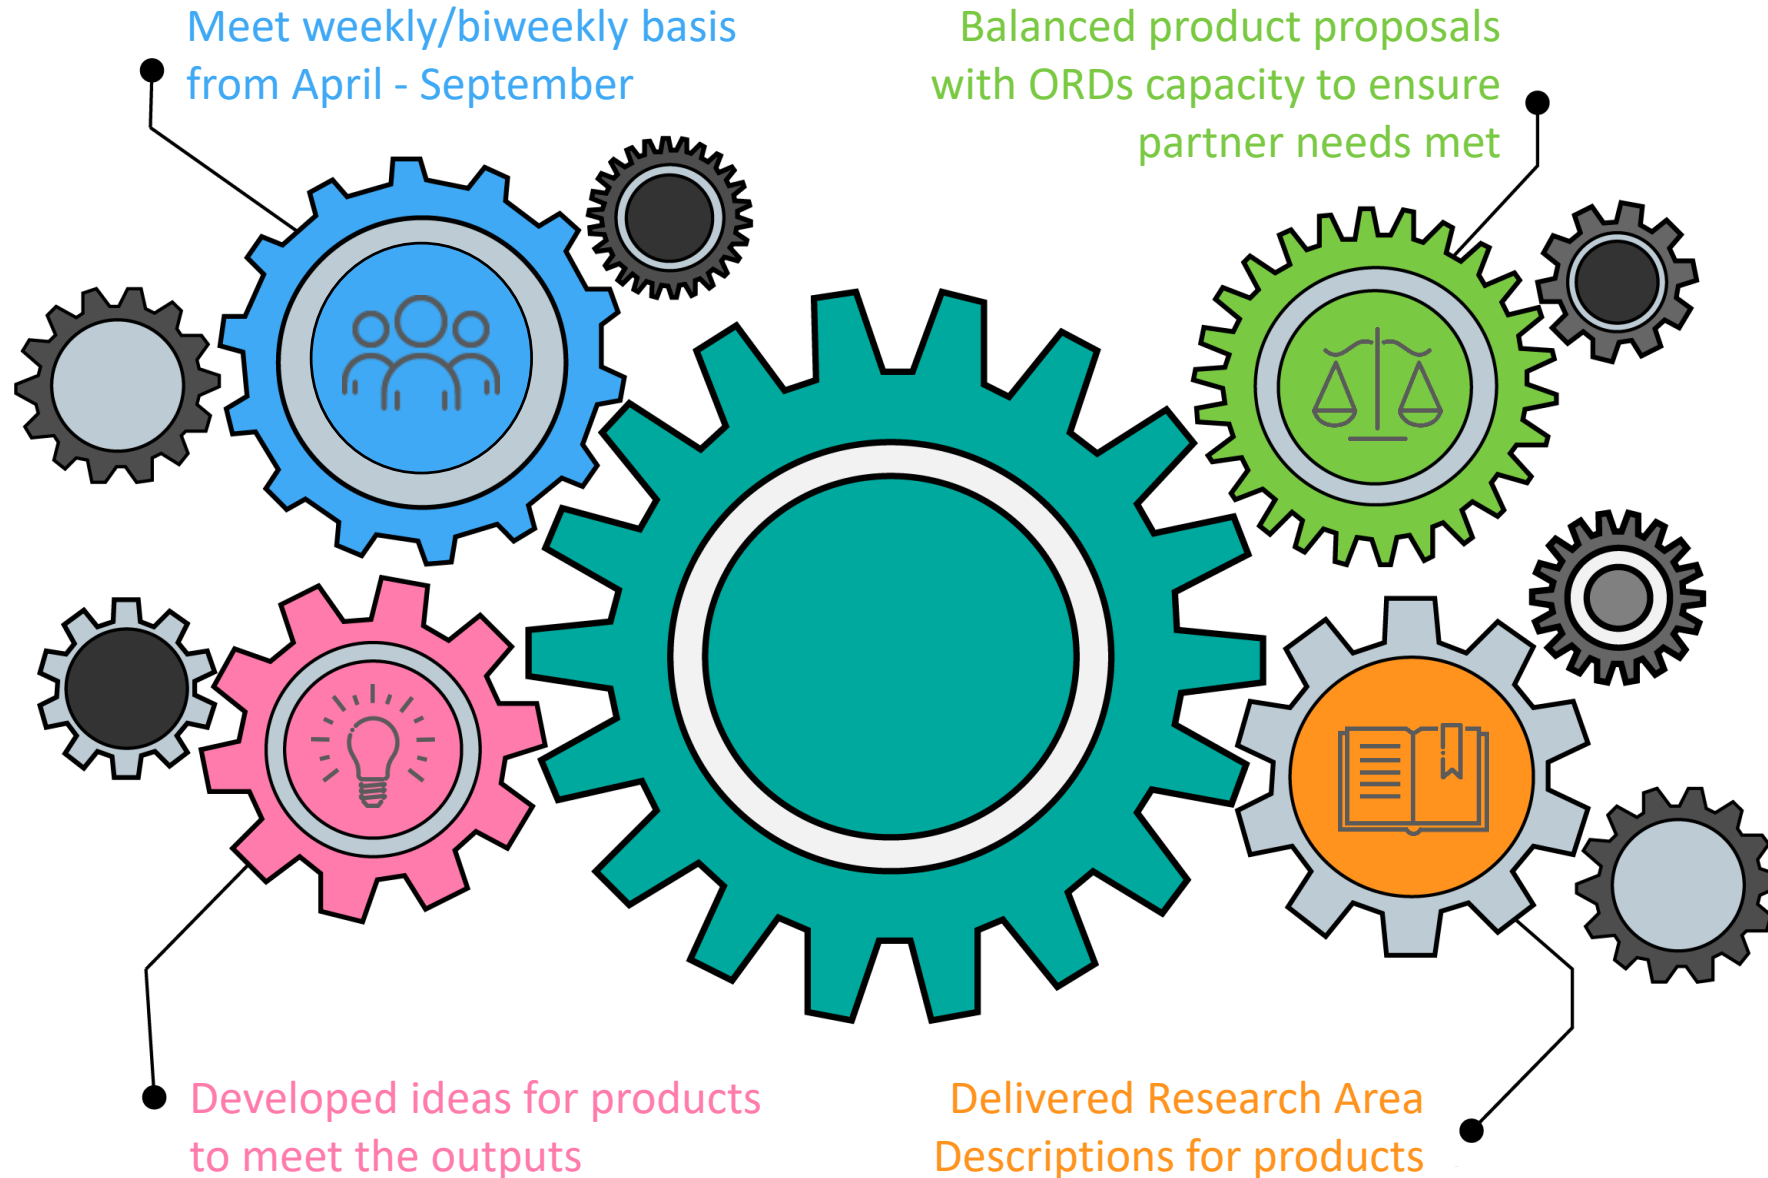 Meet weekly/biweekly basis
from April - September
Balanced product proposals
with ORDs capacity to ensure
partner needs met
Developed ideas for products
to meet the outputs
Delivered Research Area
Descriptions for products